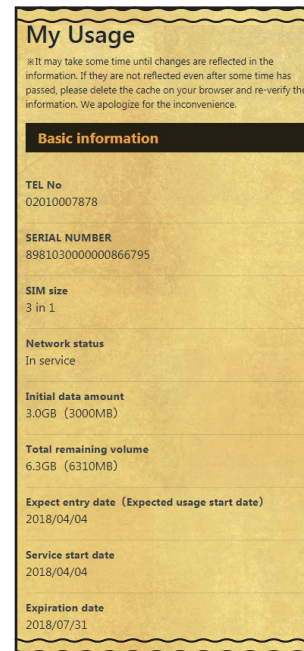 My Usage
※It may take some time until changes are reflected in the
information. If they are not reflected even after some time has
passed, please delete the cache on your browser and re-verify the
information. We apologize for the inconvenience.
Basic information
TEL No
02010007878
SERIAL NUMBER
8981030000000866795
SIM size
3 in 1
Network status
In service
Initial data amount
3.0GB（3000MB）
Total remaining volume
6.3GB（6310MB）
Expect entry date（Expected usage start date）
2018/04/04
Service start date
2018/04/04
Expiration date
2018/07/31